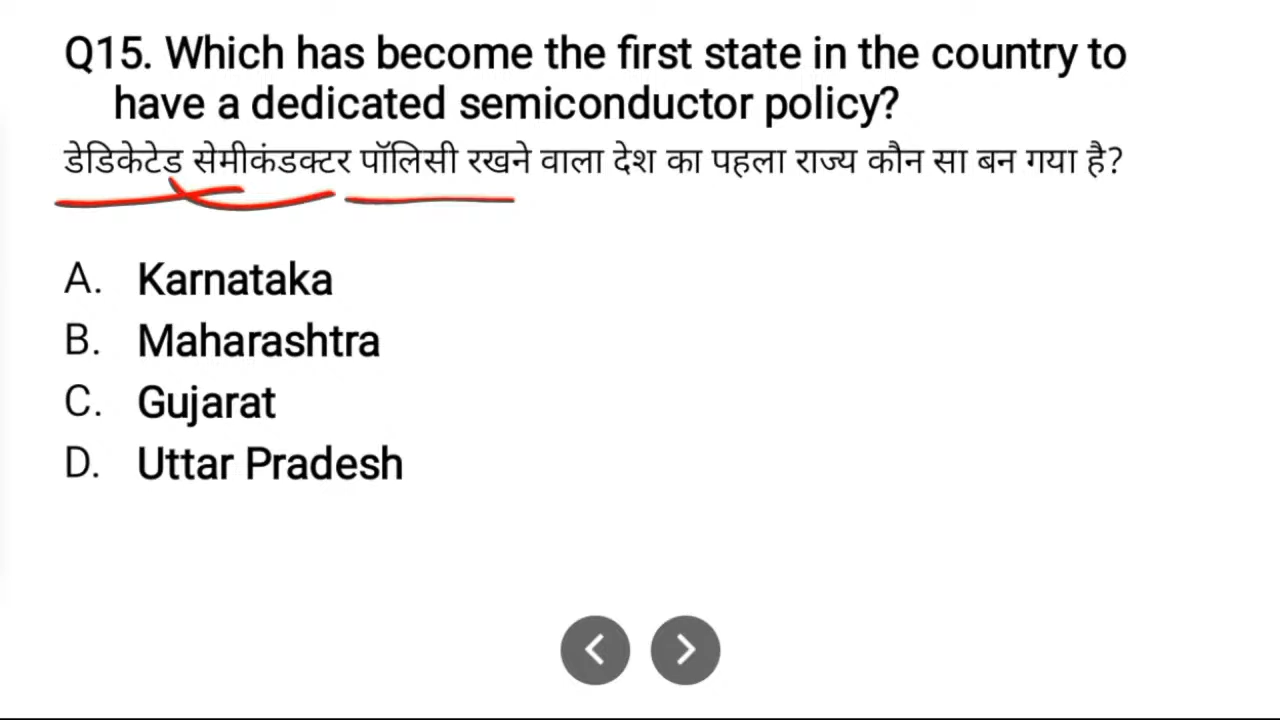 Q15. Which has become the first state in the country to
have a dedicated semiconductor policy?
डेडिकेटेड सेमीकंडक्टर पॉलिसी रखने वाला देश का पहला राज्य कौन सा बन गया है?
A. Karnataka
B. Maharashtra
C. Gujarat
D. Uttar Pradesh